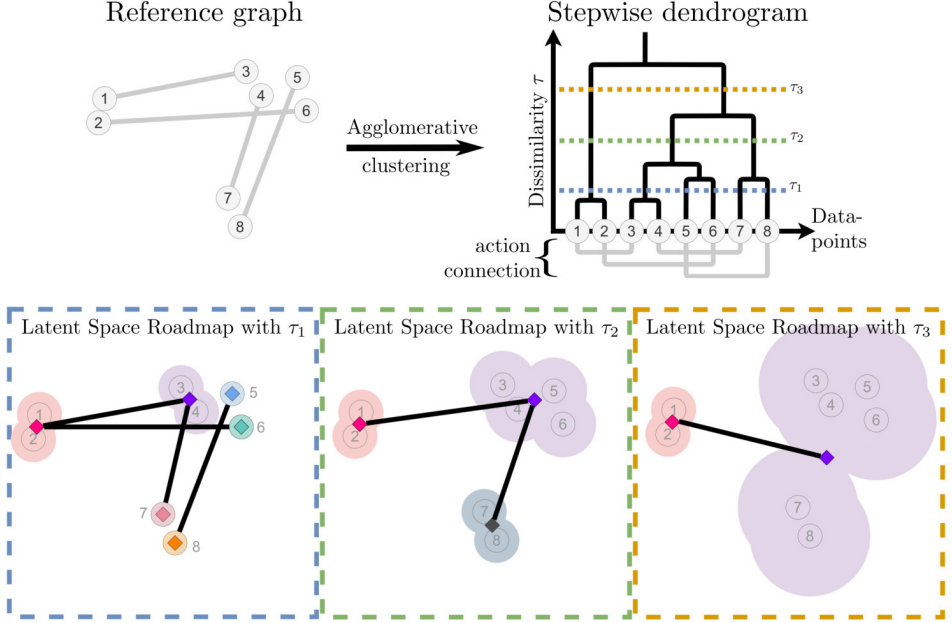 Reference graph
Stepwise dendrogram
3
5
1
4
2
6
7
8
Agglomerative
clustering
Dissimilarity τ
τ3
τ2
τ1
1 2 3 4 5 6 7 8
Data-
points
action
connection
Latent Space Roadmap with τ1
1
2
3
4
5
6
7
8
Latent Space Roadmap with τ2
1
2
3
4
5
6
7
8
Latent Space Roadmap with τ3
1
2
3
4
5
6
7
8